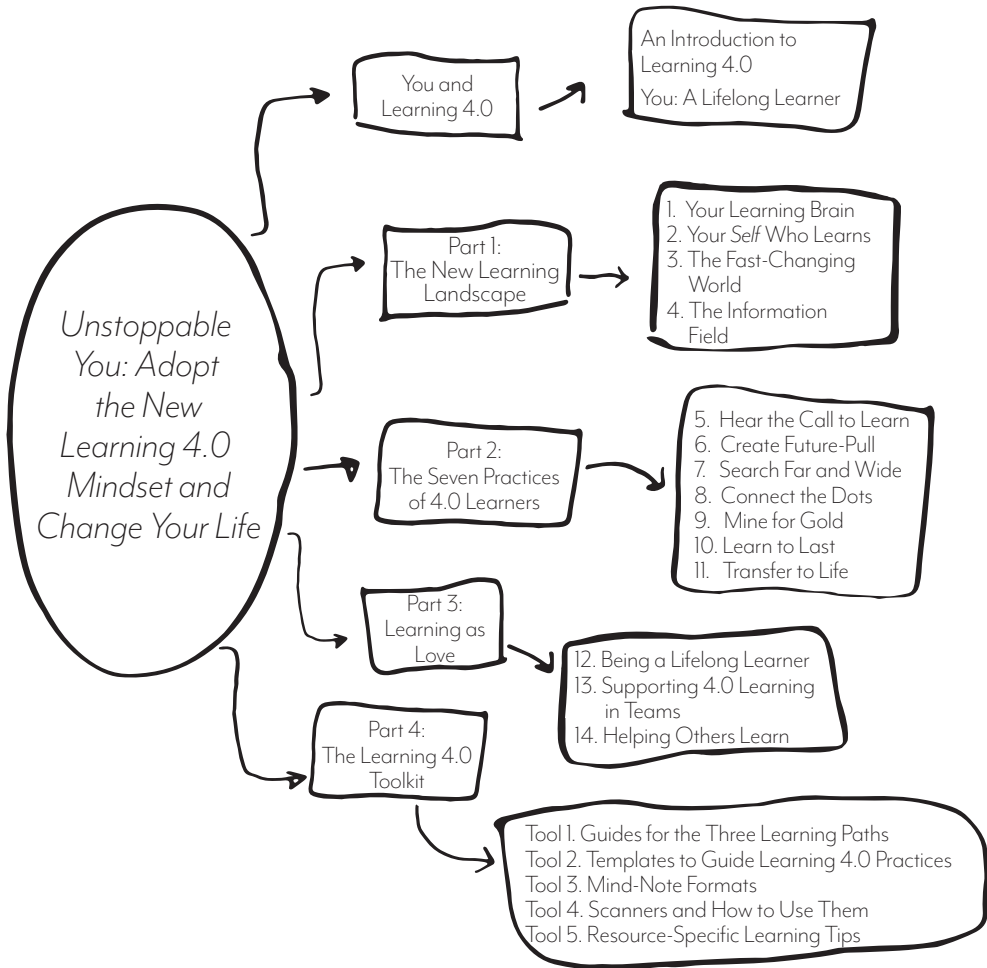 Unstoppable
You: Adopt
the New
Learning 4.0
Mindset and
Change Your Life
You and
Learning 4.0
An Introduction to
Learning 4.0
You: A Lifelong Learner
Part 1:
The New Learning
Landscape
1. Your Learning Brain
2. Your Self Who Learns
3. The Fast-Changing
World
4. The Information
Field
Part 2:
The Seven Practices
of 4.0 Learners
5. Hear the Call to Learn
6. Create Future-Pull
7. Search Far and Wide
8. Connect the Dots
9. Mine for Gold
10. Learn to Last
11. Transfer to Life
Part 3:
Learning as
Love
12. Being a Lifelong Learner
13. Supporting 4.0 Learning
in Teams
14. Helping Others Learn
Part 4:
The Learning 4.0
Toolkit
Tool 1. Guides for the Three Learning Paths
Tool 2. Templates to Guide Learning 4.0 Practices
Tool 3. Mind-Note Formats
Tool 4. Scanners and How to Use Them
Tool 5. Resource-Specific Learning Tips